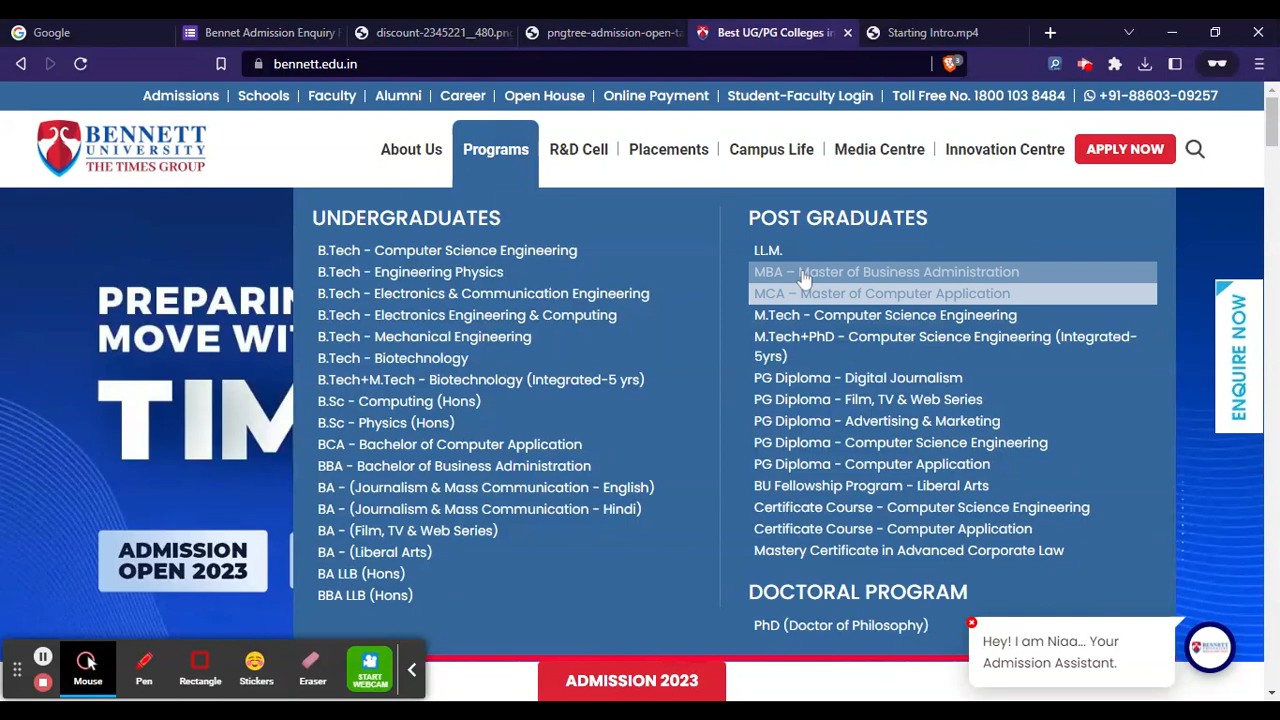 Google
Bennet Admission Enquiry F
discount-2345221__480.png
pngtree-admission-open-ta
Best UG/PG Colleges in
Starting Intro.mp4
bennett.edu.in
3
Admissions | Schools | Faculty | Alumni | Career | Open House | Online Payment | Student-Faculty Login | Toll Free No. 1800 103 8484 | +91-88603-09257
BENNETT
UNIVERSITY
THE TIMES GROUP
About Us
Programs
R&D Cell
Placements
Campus Life
Media Centre
Innovation Centre
APPLY NOW
PREPARIN
MOVE WI
TIM
ADMISSION
OPEN 2023
UNDERGRADUATES
B.Tech - Computer Science Engineering
B.Tech - Engineering Physics
B.Tech - Electronics & Communication Engineering
B.Tech - Electronics Engineering & Computing
B.Tech - Mechanical Engineering
B.Tech - Biotechnology
B.Tech+M.Tech - Biotechnology (Integrated-5 yrs)
B.Sc - Computing (Hons)
B.Sc - Physics (Hons)
BCA - Bachelor of Computer Application
BBA - Bachelor of Business Administration
BA - (Journalism & Mass Communication - English)
BA - (Journalism & Mass Communication - Hindi)
BA - (Film, TV & Web Series)
BA - (Liberal Arts)
BA LLB (Hons)
BBA LLB (Hons)
POST GRADUATES
LL.M.
MBA – Master of Business Administration
MCA – Master of Computer Application
M.Tech - Computer Science Engineering
M.Tech+PhD - Computer Science Engineering (Integrated-
5yrs)
PG Diploma - Digital Journalism
PG Diploma - Film, TV & Web Series
PG Diploma - Advertising & Marketing
PG Diploma - Computer Science Engineering
PG Diploma - Computer Application
BU Fellowship Program - Liberal Arts
Certificate Course - Computer Science Engineering
Certificate Course - Computer Application
Mastery Certificate in Advanced Corporate Law
DOCTORAL PROGRAM
PhD (Doctor of Philosophy)
ENQUIRE NOW
Hey! I am Niaa... Your
Admission Assistant.
ADMISSION 2023
Mouse
Pen
Rectangle
Stickers
Eraser
START
WEBCAM